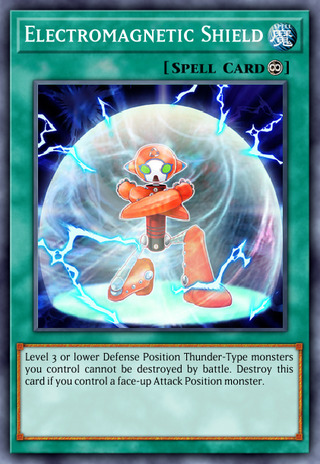 Electromagnetic Shield 魔
[Spell Card]
Level 3 or lower Defense Position Thunder-Type monsters
you control cannot be destroyed by battle. Destroy this
card if you control a face-up Attack Position monster.